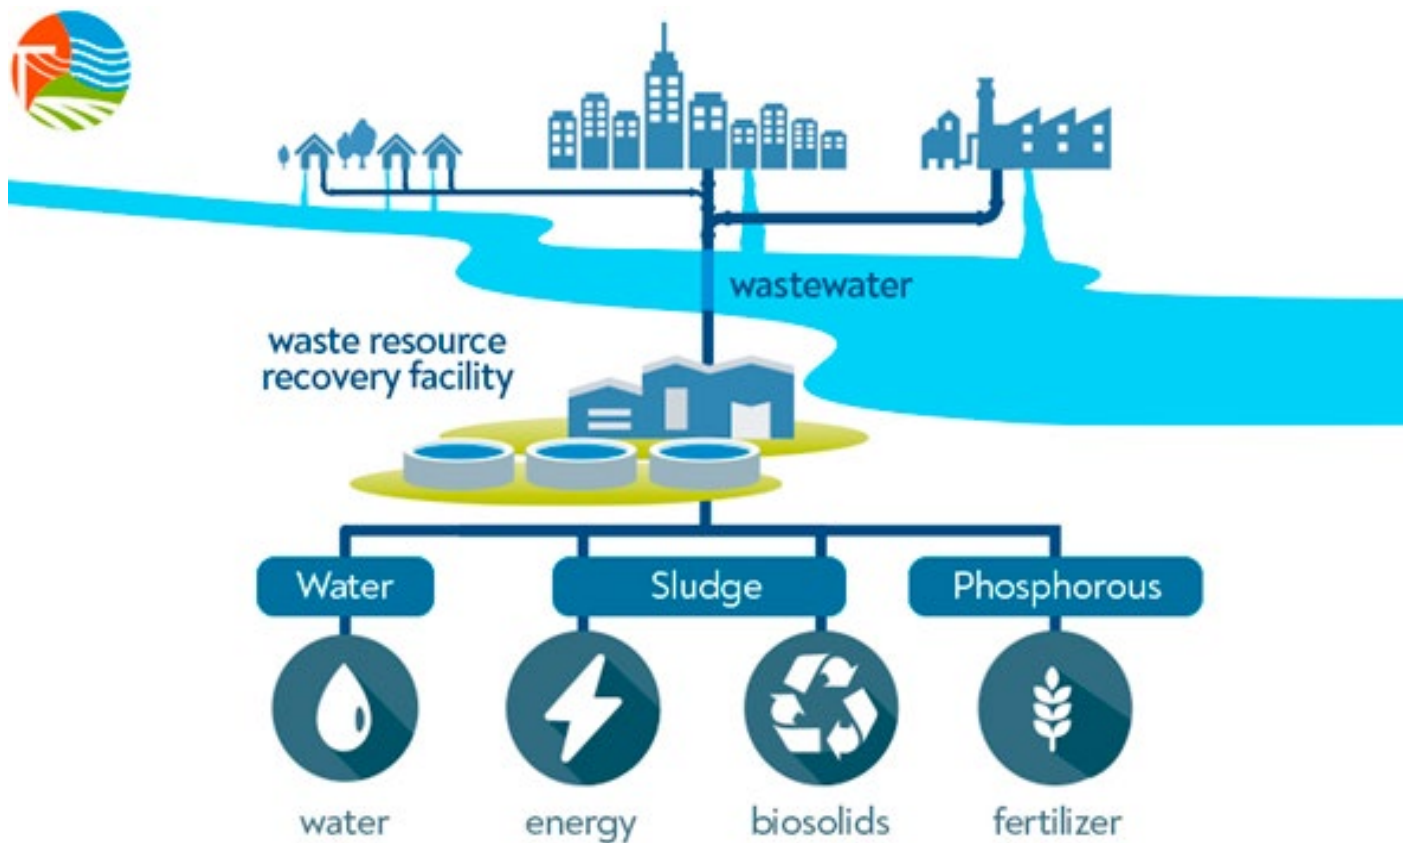 wastewater
waste resource
recovery facility
Water
Sludge
Phosphorous
water
energy
biosolids
fertilizer